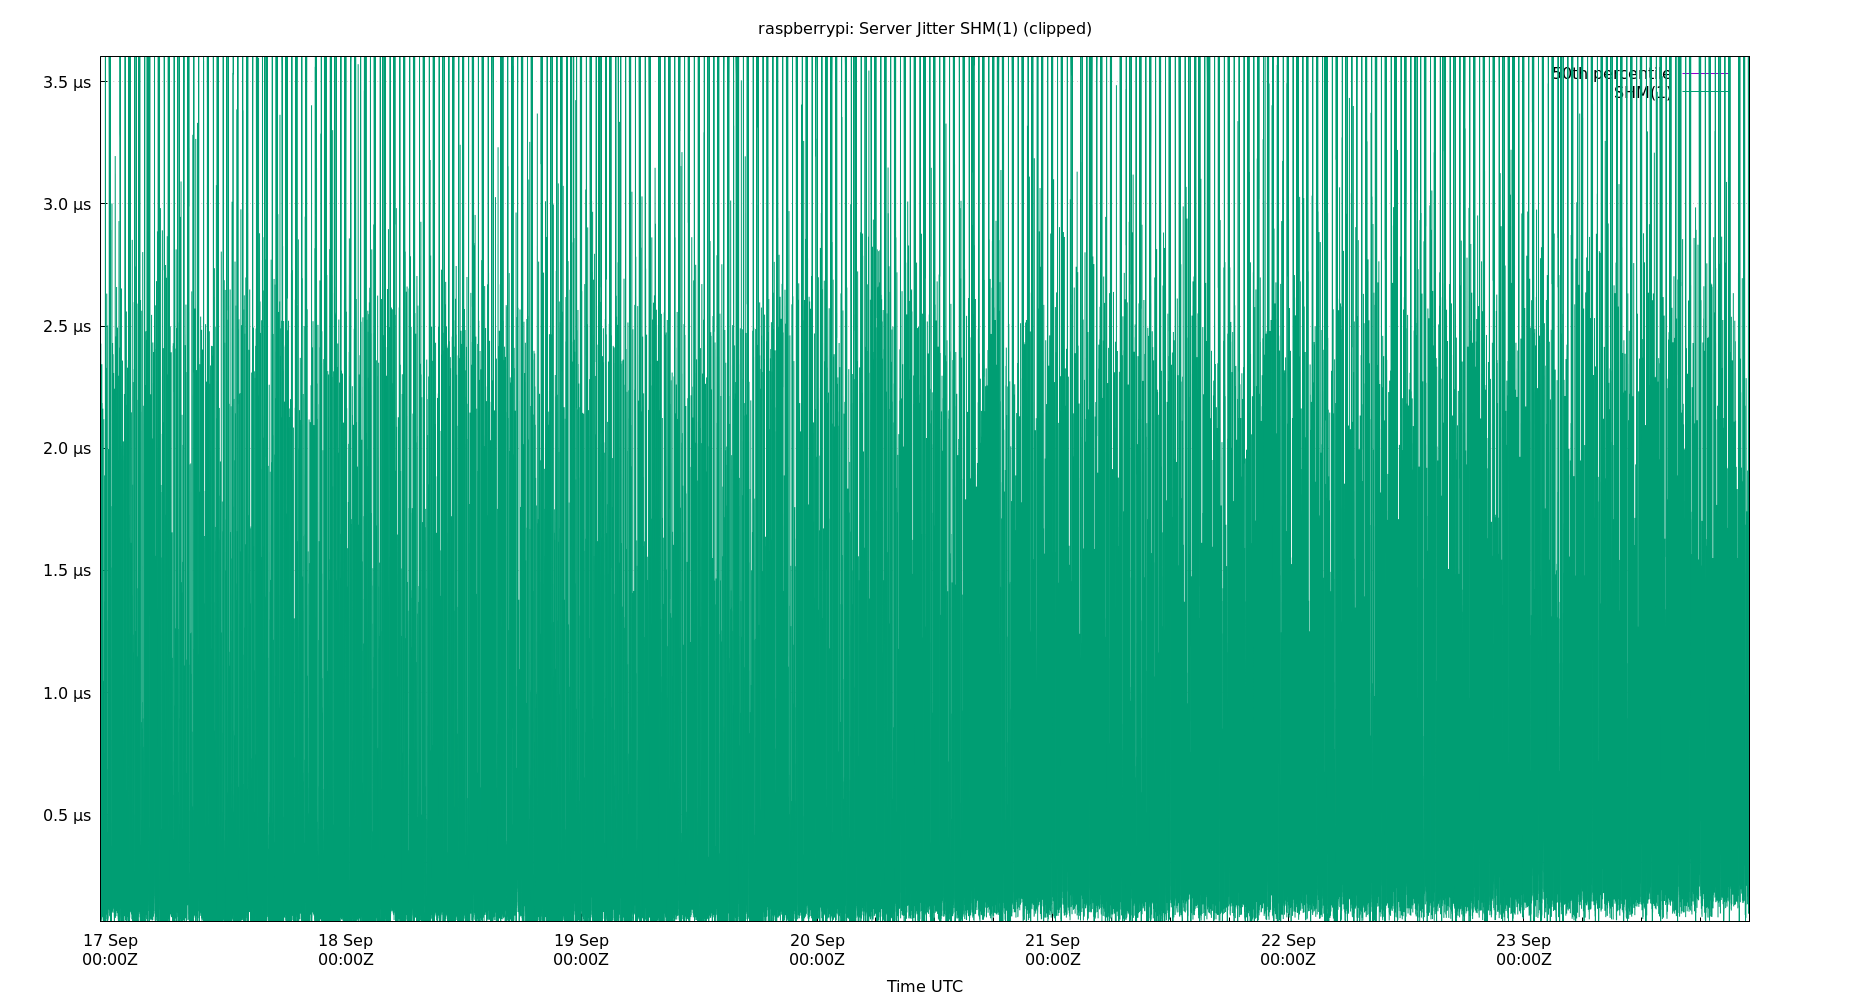 raspberrypi: Server Jitter SHM(1) (clipped)
50th percentile
SHM(1)
3.5 µs
3.0 µs
2.5 µs
2.0 µs
1.5 µs
1.0 µs
0.5 µs
17 Sep 18 Sep 19 Sep 20 Sep 21 Sep 22 Sep 23 Sep
00:00Z 00:00Z 00:00Z 00:00Z 00:00Z 00:00Z 00:00Z
Time UTC